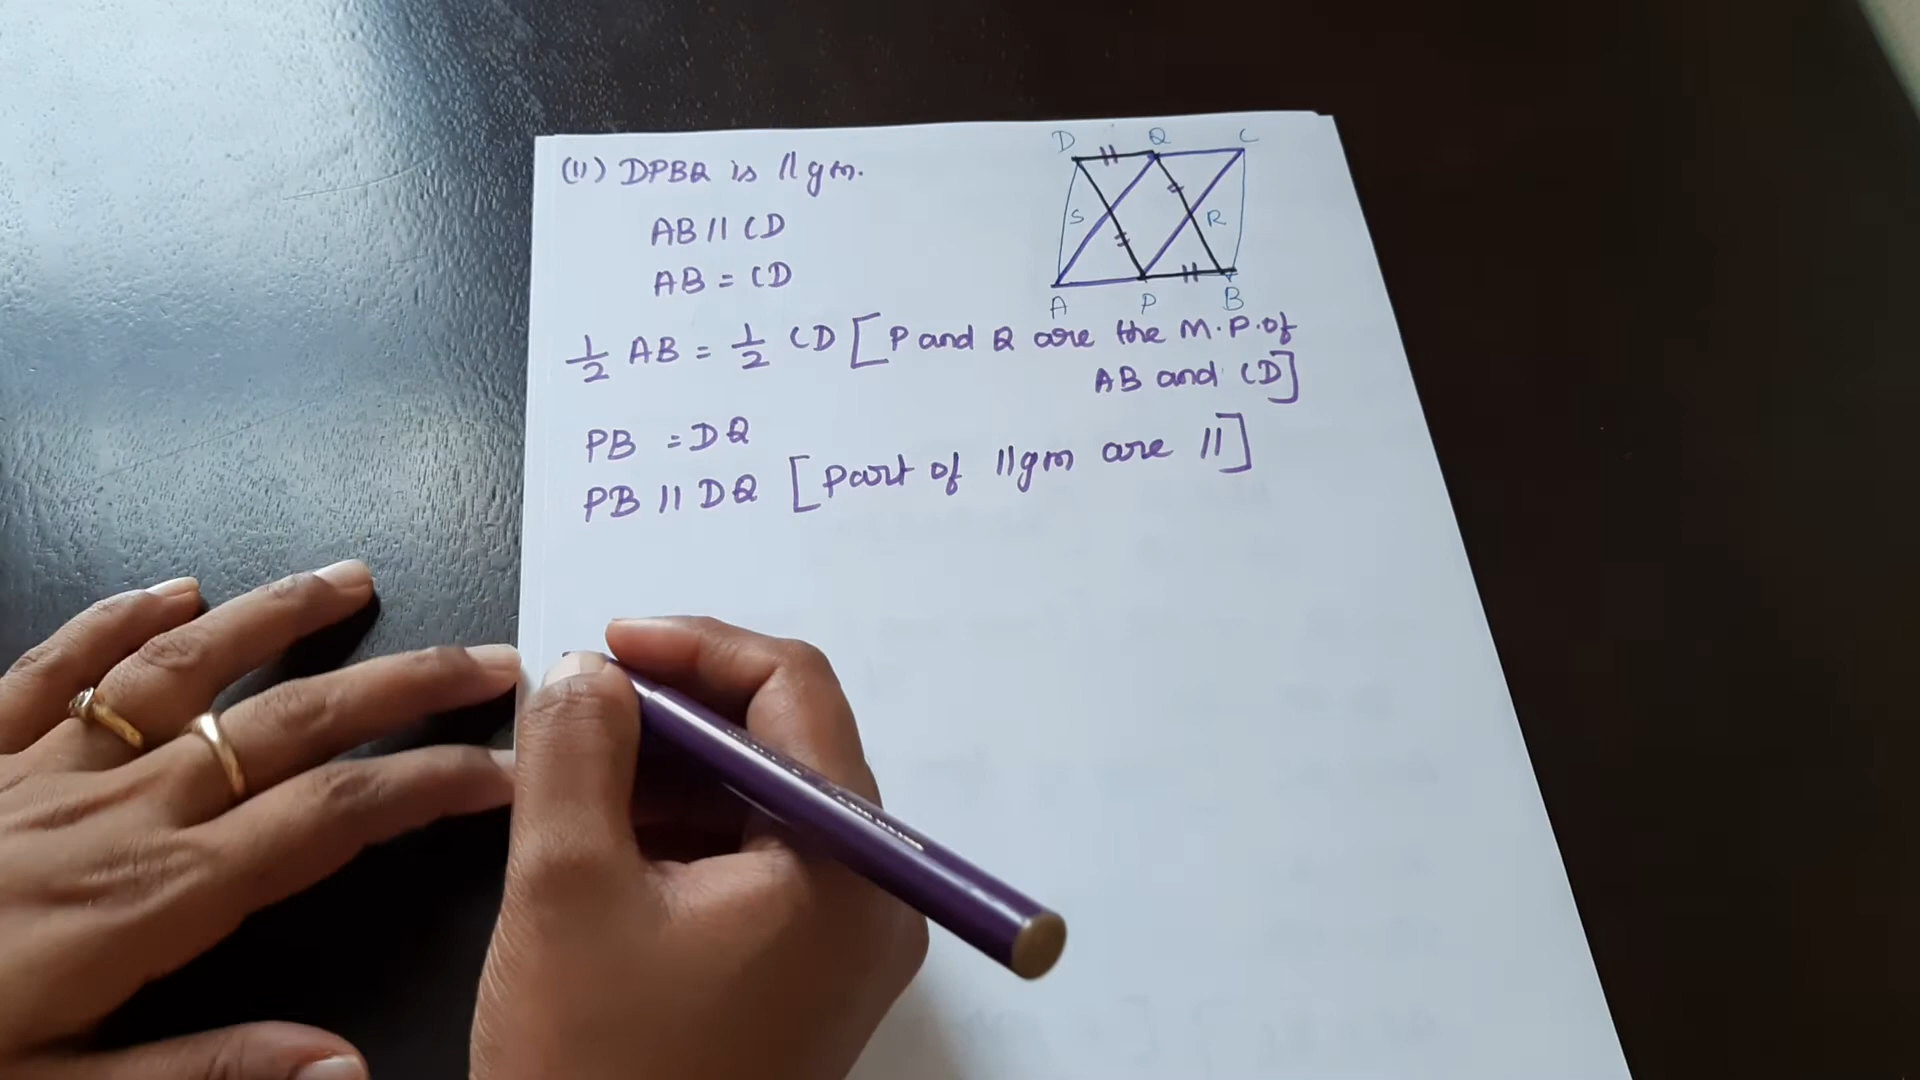 (ii) DPBQ is ||gm.
AB || CD
AB = CD
1/2 AB = 1/2 CD [P and Q are the M.P. of
AB and CD]
PB = DQ
PB || DQ [Part of ||gm are ||]
D Q C
S R
A P B